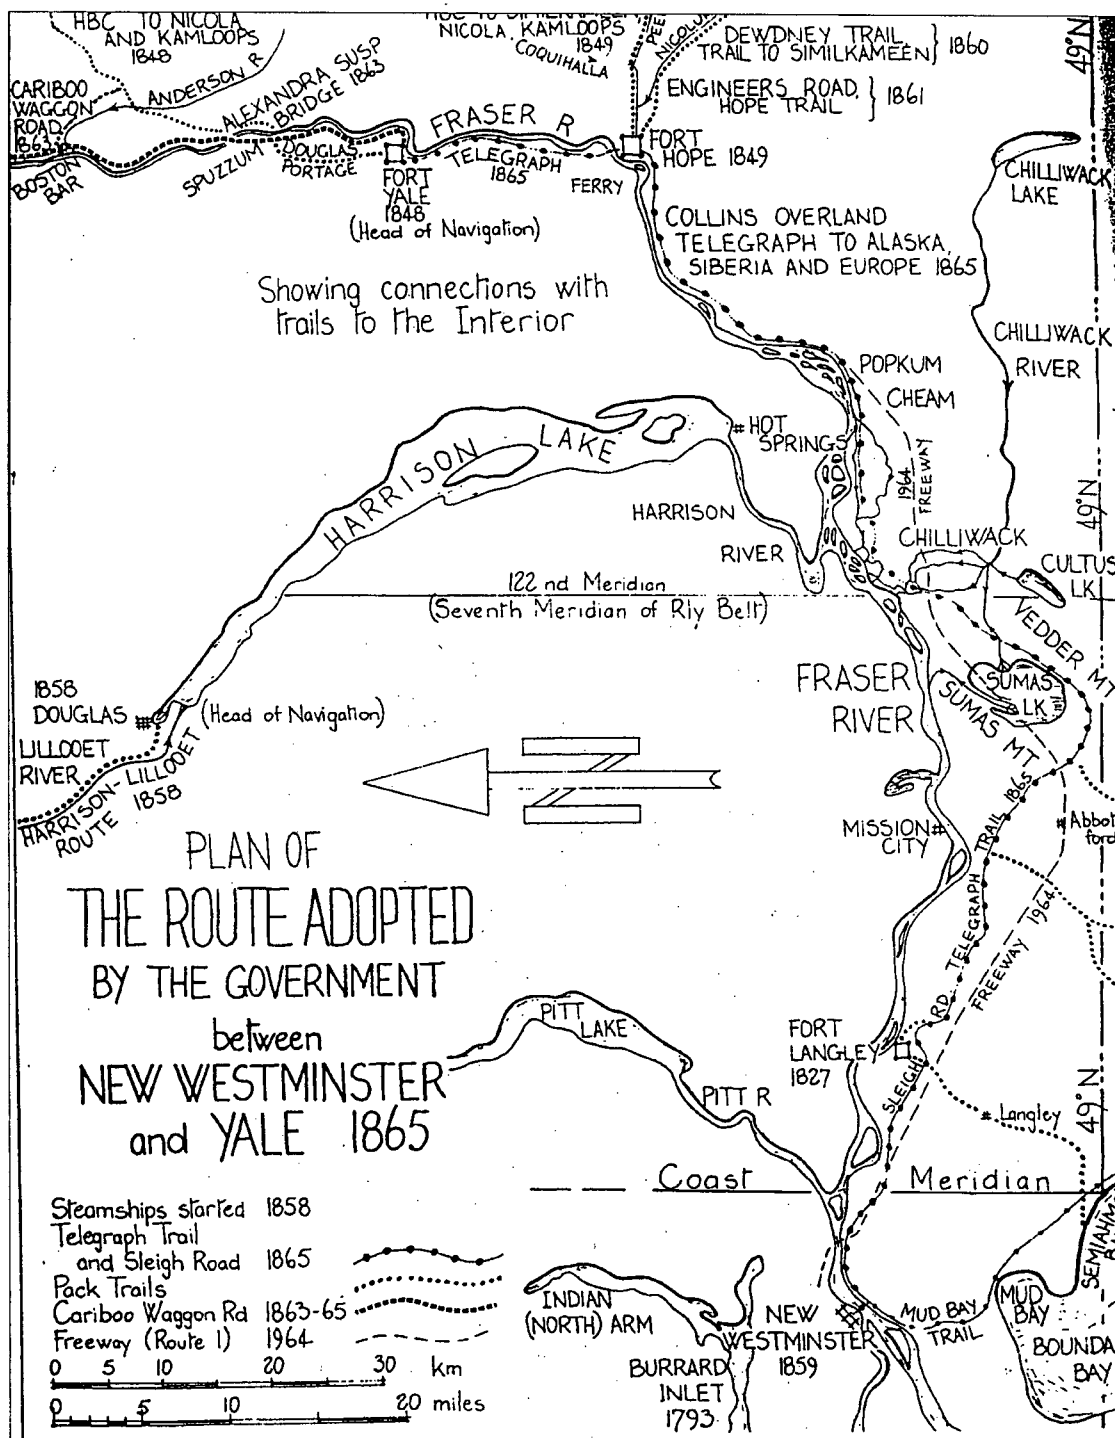 HBC TO NICOLA
AND KAMLOOPS
1848
NICOLA, KAMLOOPS
1849
COQUIHALLA
DEWDNEY TRAIL
TRAIL TO SIMILKAMEEN } 1860
ENGINEERS ROAD,
HOPE TRAIL } 1861
49°N
CARIBOO
WAGGON
ROAD
1863
ANDERSON R
ALEXANDRA SUSP
BRIDGE 1863
BOSTON
BAR
SPUZZUM
DOUGLAS
PORTAGE
FRASER R
TELEGRAPH
1865
FERRY
FORT
YALE
1848
(Head of Navigation)
FORT
HOPE 1849
CHILLIWACK
LAKE
COLLINS OVERLAND
TELEGRAPH TO ALASKA,
SIBERIA AND EUROPE 1865
Showing connections with
trails to the Interior
CHILLIWACK
RIVER
POPKUM
CHEAM
HOT
SPRINGS
HARRISON LAKE
1964
FREEWAY
49°N
HARRISON
RIVER
CHILLIWACK
CULTUS
LK
122nd Meridian
(Seventh Meridian of Rly Belt)
VEDDER MT
SUMAS
LK
SUMAS MT
FRASER
RIVER
1858
DOUGLAS
(Head of Navigation)
LILLOOET
RIVER
HARRISON-LILLOOET
ROUTE 1858
N
MISSION
CITY
Abbot
ford
TELEGRAPH TRAIL 1865
FREEWAY 1964
PLAN OF
THE ROUTE ADOPTED
BY THE GOVERNMENT
between
NEW WESTMINSTER
and YALE 1865
PITT
LAKE
PITT R
FORT
LANGLEY
1827
SLEIGH RD
Langley
49°N
Coast Meridian
SEMIAHM
Steamships started 1858
Telegraph Trail
and Sleigh Road 1865
Pack Trails
Cariboo Waggon Rd 1863-65
Freeway (Route 1) 1964
0 5 10 20 30 km
0 5 10 20 miles
INDIAN
(NORTH) ARM
BURRARD
INLET
1793
NEW
WESTMINSTER
1859
MUD BAY
TRAIL
MUD
BAY
BOUNDA
BAY